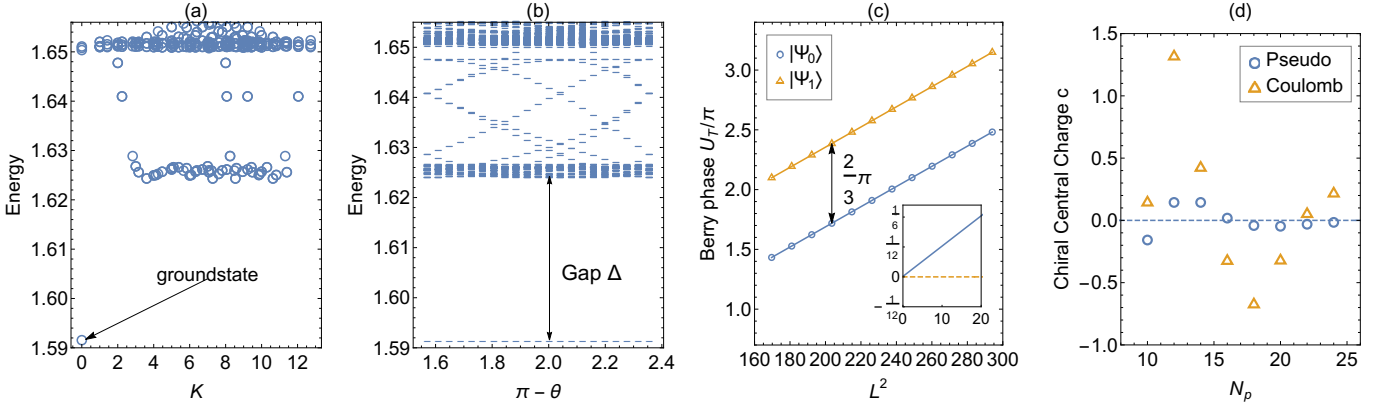 (a)
Energy
1.65
1.64
1.63
1.62
1.60
1.59
groundstate
0 2 4 6 8 10 12
K
(b)
Energy
1.65
1.64
1.63
1.62
1.60
1.59
Gap Δ
1.6 1.7 1.8 1.9 2.0 2.1 2.2 2.3 2.4
π − θ
(c)
Berry phase U_T/π
3.0
2.5
2.0
1.5
1.0
|Ψ₀⟩
|Ψ₁⟩
2
π
3
1
6
1
12
0
1
−
12
0 10 20
160 180 200 220 240 260 280 300
L²
(d)
Chiral Central Charge c
1.5
1.0
0.5
0.0
−0.5
−1.0
Pseudo
Coulomb
10 15 20 25
N_p